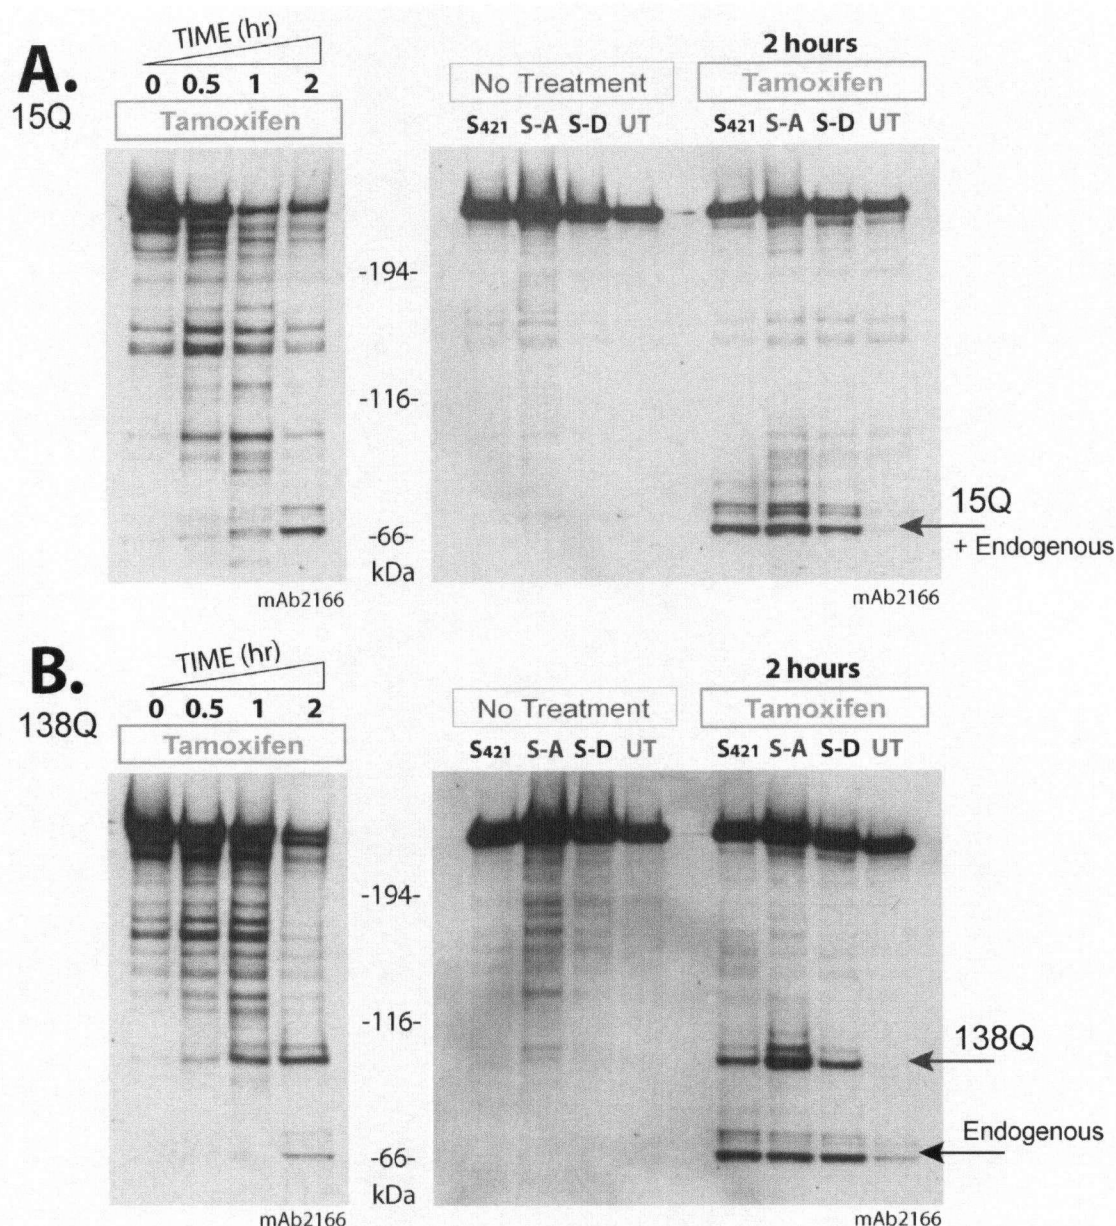 A.
15Q
TIME (hr)
0 0.5 1 2
Tamoxifen
No Treatment
2 hours
Tamoxifen
S421 S-A S-D UT
S421 S-A S-D UT
-194-
-116-
-66-
kDa
15Q
+ Endogenous
mAb2166
mAb2166
B.
138Q
TIME (hr)
0 0.5 1 2
Tamoxifen
No Treatment
2 hours
Tamoxifen
S421 S-A S-D UT
S421 S-A S-D UT
-194-
-116-
138Q
Endogenous
-66-
kDa
mAb2166
mAb2166